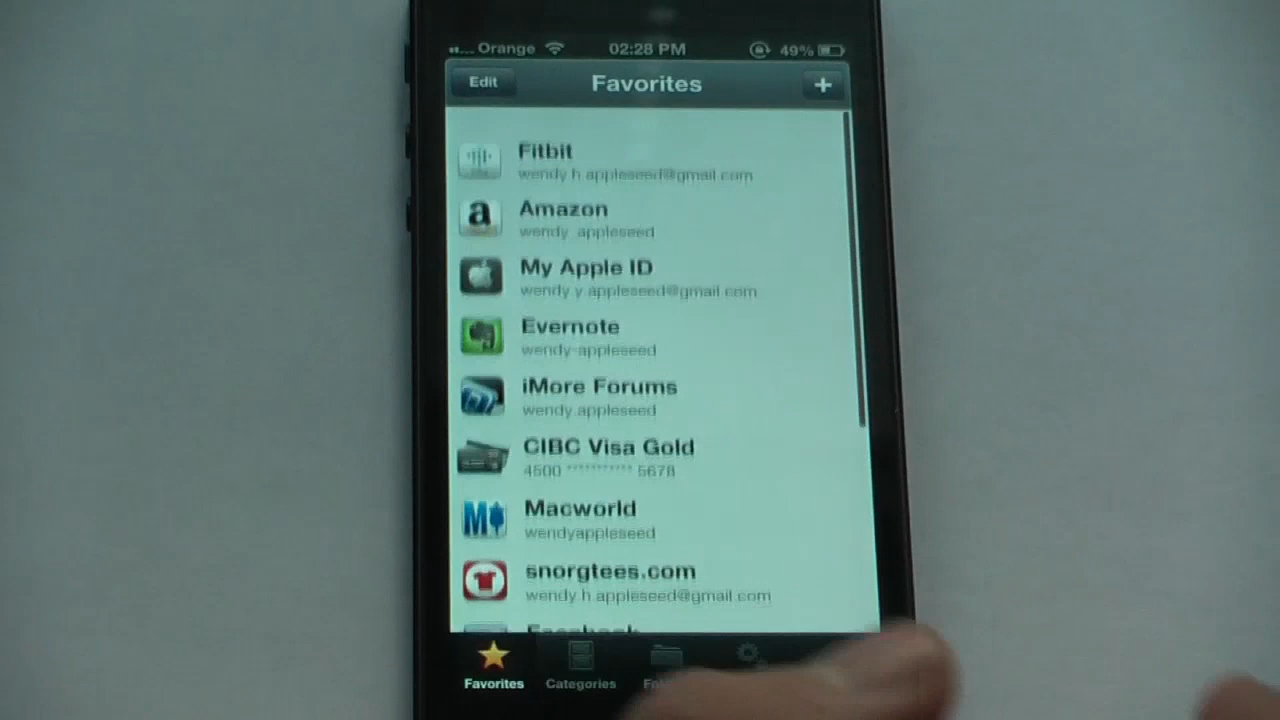 Orange 02:28 PM 49%
Edit Favorites +
Fitbit
wendy.h.appleseed@gmail.com
a Amazon
wendy_appleseed
My Apple ID
wendy.y.appleseed@gmail.com
Evernote
wendy-appleseed
iMore Forums
wendy.appleseed
CIBC Visa Gold
4500 *********** 5678
Macworld
wendyappleseed
snorgtees.com
wendy.h.appleseed@gmail.com
Facebook
Favorites Categories